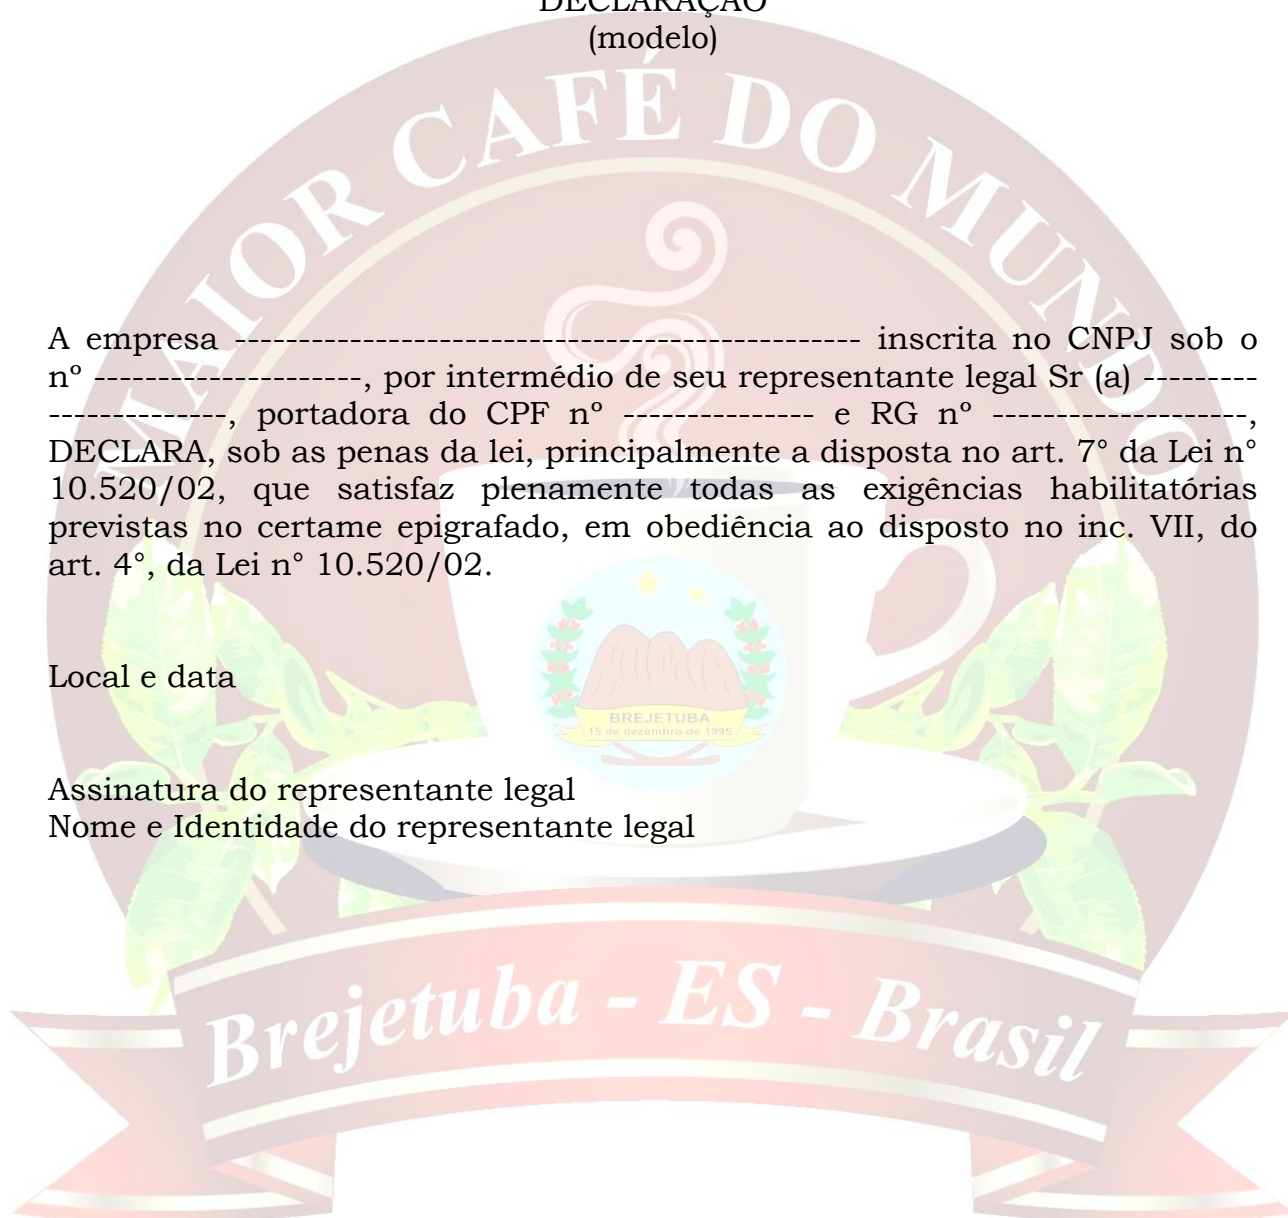 DECLARAÇÃO
(modelo)
MAIOR CAFÉ DO MUNDO
A empresa ------------------------------------------------- inscrita no CNPJ sob o
nº ---------------------, por intermédio de seu representante legal Sr (a) ---------
--------------, portadora do CPF nº --------------- e RG nº --------------------,
DECLARA, sob as penas da lei, principalmente a disposta no art. 7° da Lei n°
10.520/02, que satisfaz plenamente todas as exigências habilitatórias
previstas no certame epigrafado, em obediência ao disposto no inc. VII, do
art. 4°, da Lei n° 10.520/02.
Local e data
BREJETUBA
15 de dezembro de 1995
Assinatura do representante legal
Nome e Identidade do representante legal
Brejetuba - ES - Brasil